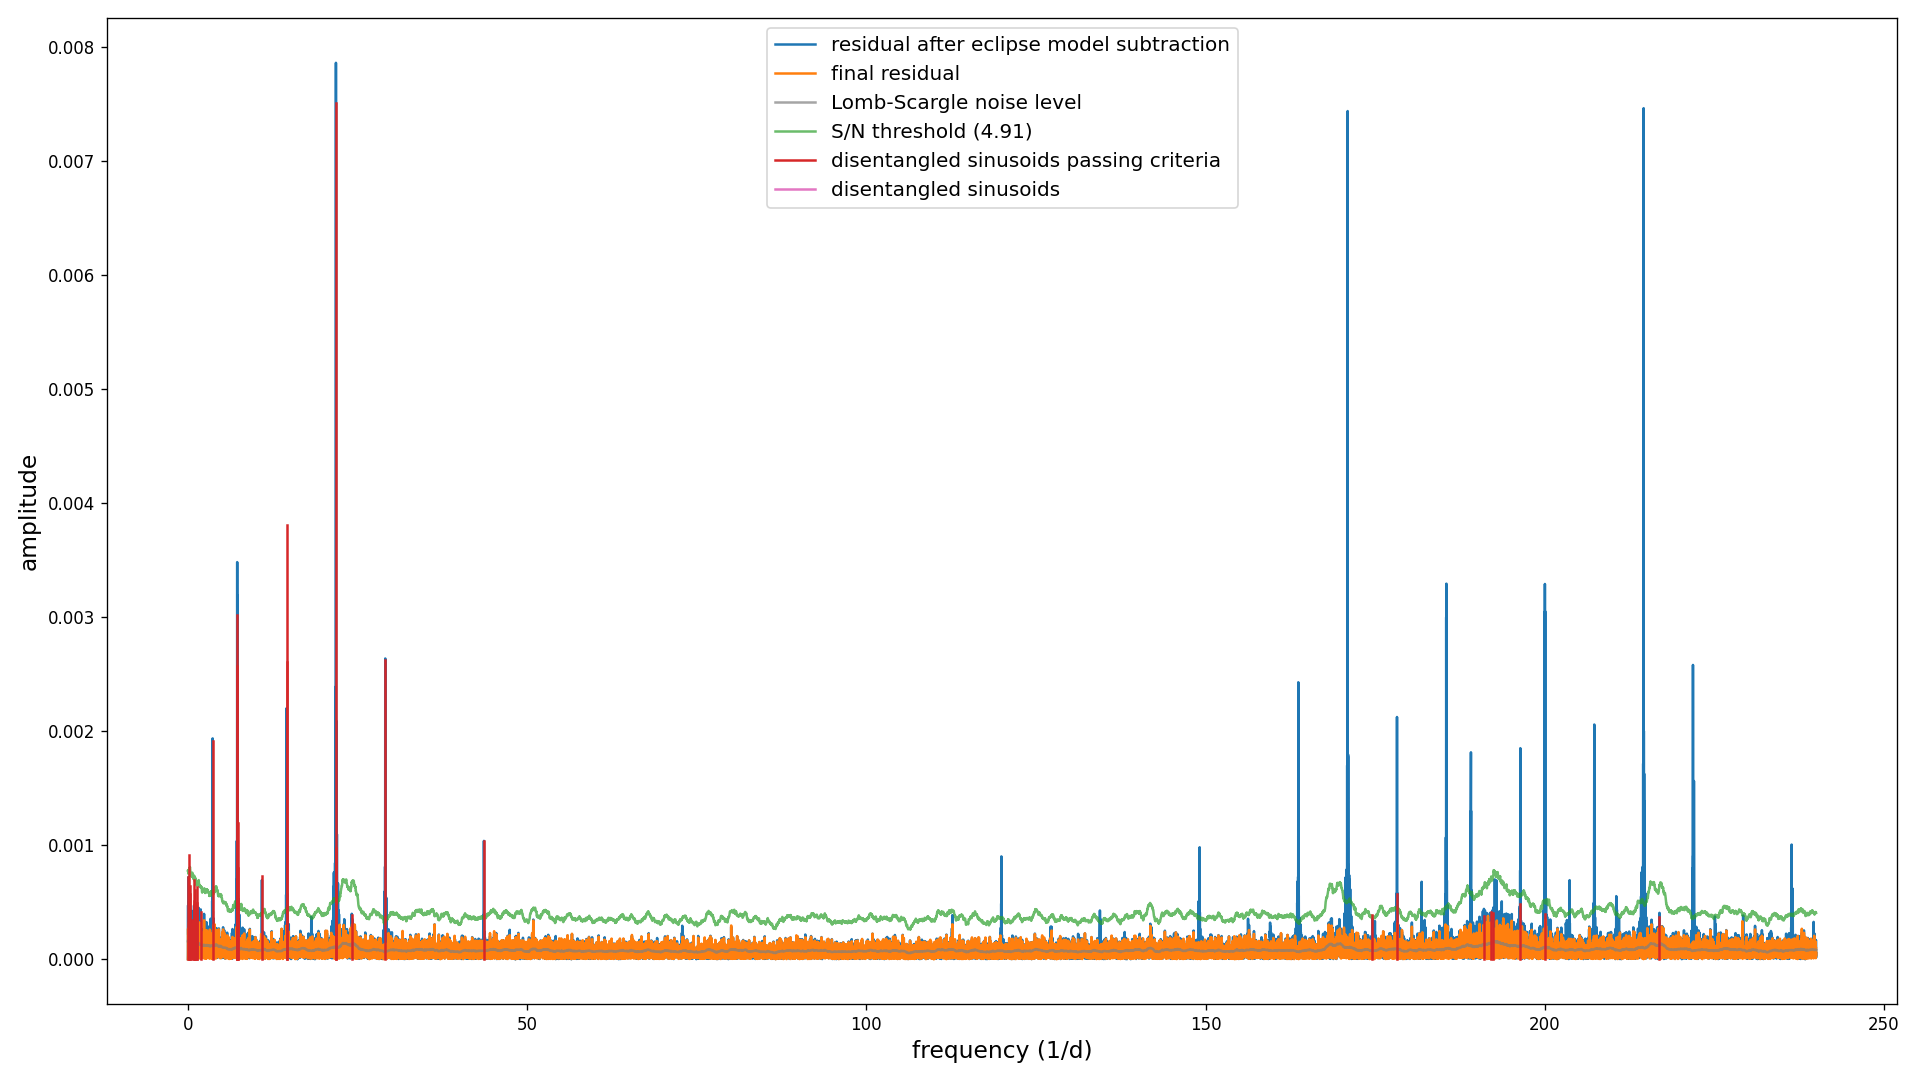 residual after eclipse model subtraction
final residual
Lomb-Scargle noise level
S/N threshold (4.91)
disentangled sinusoids passing criteria
disentangled sinusoids
amplitude
0.008
0.007
0.006
0.005
0.004
0.003
0.002
0.001
0.000
0 50 100 150 200 250
frequency (1/d)